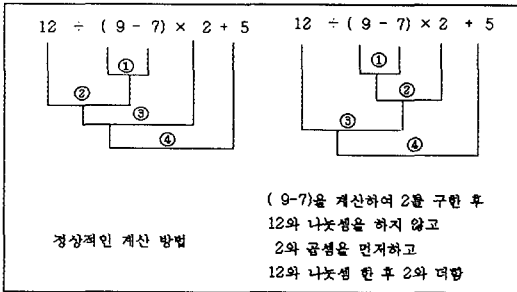 12 ÷ ( 9 - 7) × 2 + 5
①
②
③
④
정상적인 계산 방법
12 ÷ ( 9 - 7) × 2 + 5
①
②
③
④
( 9-7)을 계산하여 2를 구한 후
12와 나눗셈을 하지 않고
2와 곱셈을 먼저하고
12와 나눗셈 한 후 2와 더함